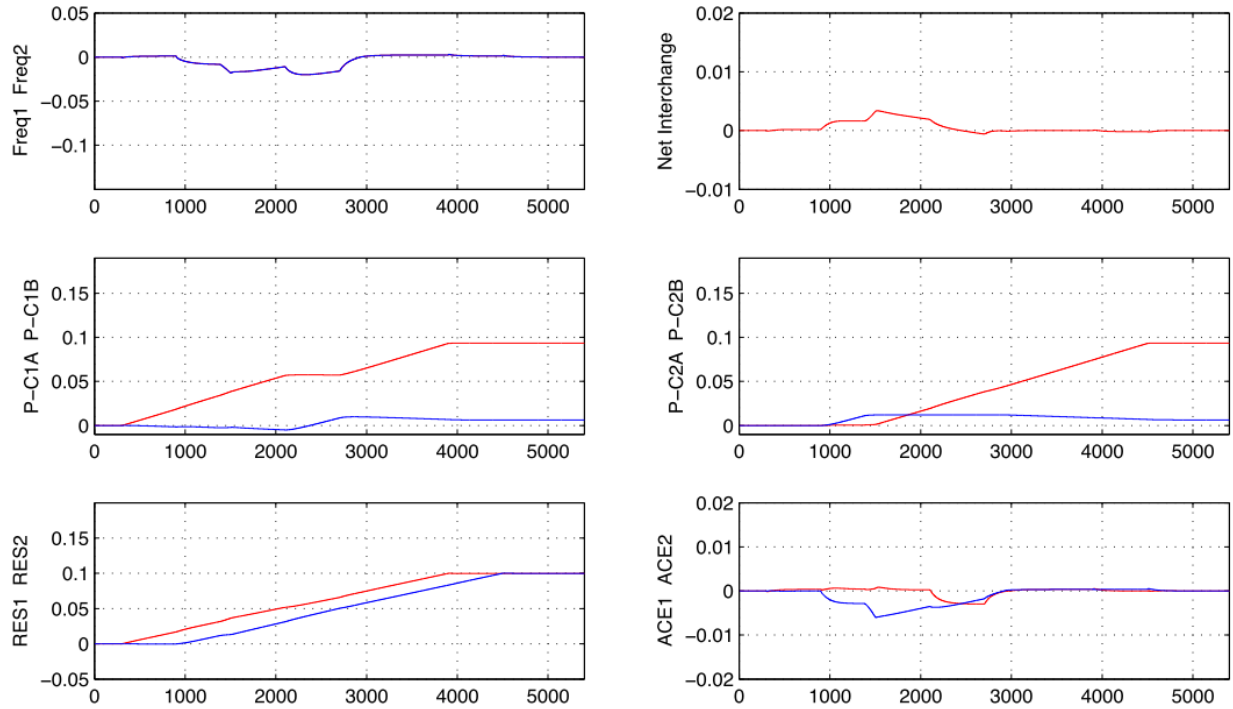 Freq1 Freq2
0.05
0
−0.05
−0.1
0 1000 2000 3000 4000 5000
Net Interchange
0.02
0.01
0
−0.01
0 1000 2000 3000 4000 5000
P−C1A P−C1B
0.15
0.1
0.05
0
0 1000 2000 3000 4000 5000
P−C2A P−C2B
0.15
0.1
0.05
0
0 1000 2000 3000 4000 5000
RES1 RES2
0.15
0.1
0.05
0
−0.05
0 1000 2000 3000 4000 5000
ACE1 ACE2
0.02
0.01
0
−0.01
−0.02
0 1000 2000 3000 4000 5000